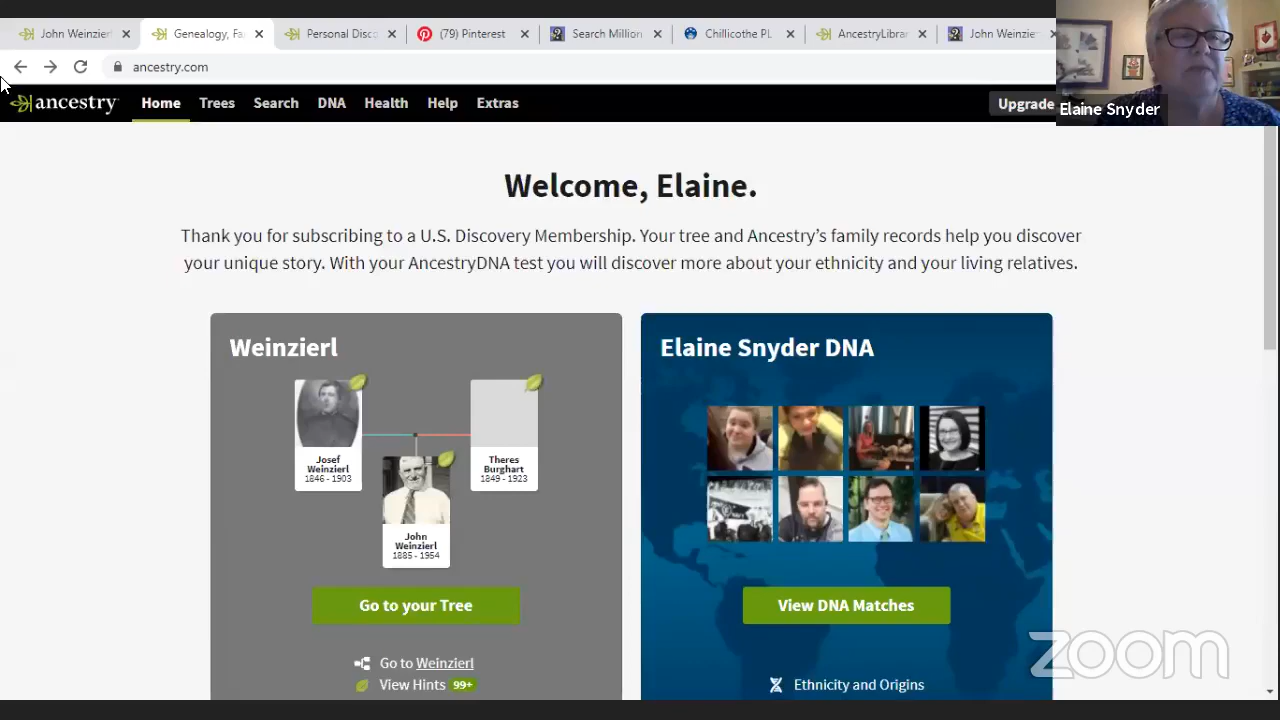 John Weinzierl
Genealogy, Fa
Personal Disc
(79) Pinterest
Search Million
Chillicothe PL
AncestryLibrar
John Weinzie
ancestry.com
ancestry
Home
Trees
Search
DNA
Health
Help
Extras
Upgrade
Elaine Snyder
Welcome, Elaine.
Thank you for subscribing to a U.S. Discovery Membership. Your tree and Ancestry's family records help you discover
your unique story. With your AncestryDNA test you will discover more about your ethnicity and your living relatives.
Weinzierl
Josef
Weinzierl
1846 - 1903
Theres
Burghart
1849 - 1923
John
Weinzierl
1885 - 1954
Go to your Tree
Go to Weinzierl
View Hints 99+
Elaine Snyder DNA
View DNA Matches
Ethnicity and Origins
zoom